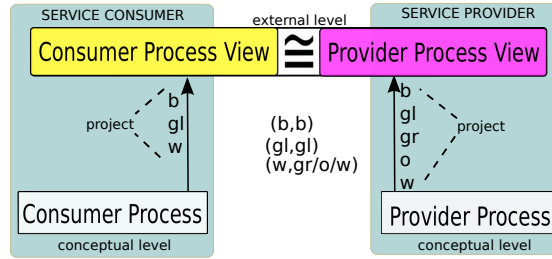 SERVICE CONSUMER
external level
SERVICE PROVIDER
Consumer Process View
≅
Provider Process View
project
b
gl
w
(b,b)
(gl,gl)
(w,gr/o/w)
b
gl
gr
o
w
project
Consumer Process
Provider Process
conceptual level
conceptual level